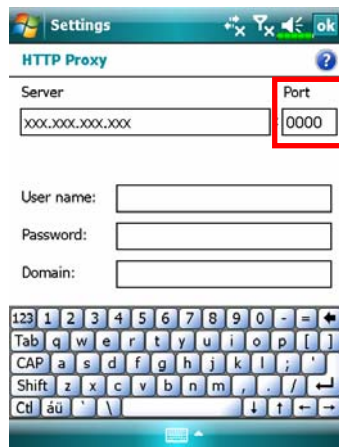 Settings ok
HTTP Proxy ?
Server Port
xxx.xxx.xxx.xxx : 0000
User name:
Password:
Domain:
123 1 2 3 4 5 6 7 8 9 0 - =
Tab q w e r t y u i o p [ ]
CAP a s d f g h j k l ; '
Shift z x c v b n m , . /
Ctl áü ` \